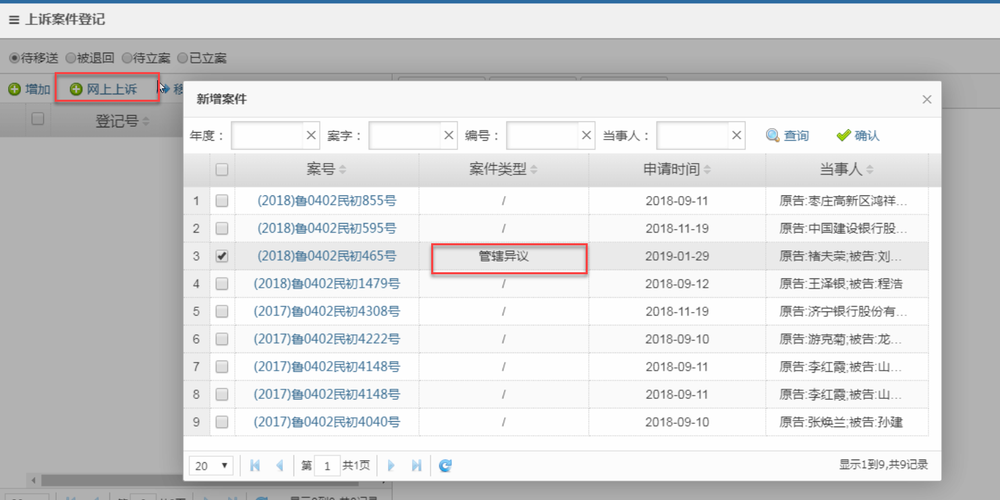 上诉案件登记
待移送 被退回 待立案 已立案
增加 网上上诉 移
登记号
新增案件
年度： 案字： 编号： 当事人： 查询 确认
案号 案件类型 申请时间 当事人
1 (2018)鲁0402民初855号 / 2018-09-11 原告:枣庄高新区鸿祥...
2 (2018)鲁0402民初595号 / 2018-11-19 原告:中国建设银行股...
3 (2018)鲁0402民初465号 管辖异议 2019-01-29 原告:褚夫荣;被告:刘...
4 (2018)鲁0402民初1479号 / 2018-09-12 原告:王泽银;被告:程浩
5 (2017)鲁0402民初4308号 / 2018-11-19 原告:济宁银行股份有...
6 (2017)鲁0402民初4222号 / 2018-09-10 原告:游克菊;被告:龙...
7 (2017)鲁0402民初4148号 / 2018-09-11 原告:李红霞;被告:山...
8 (2017)鲁0402民初4148号 / 2018-09-11 原告:李红霞;被告:山...
9 (2017)鲁0402民初4040号 / 2018-09-10 原告:张焕兰;被告:孙建
20 第 1 共1页 显示1到9,共9记录